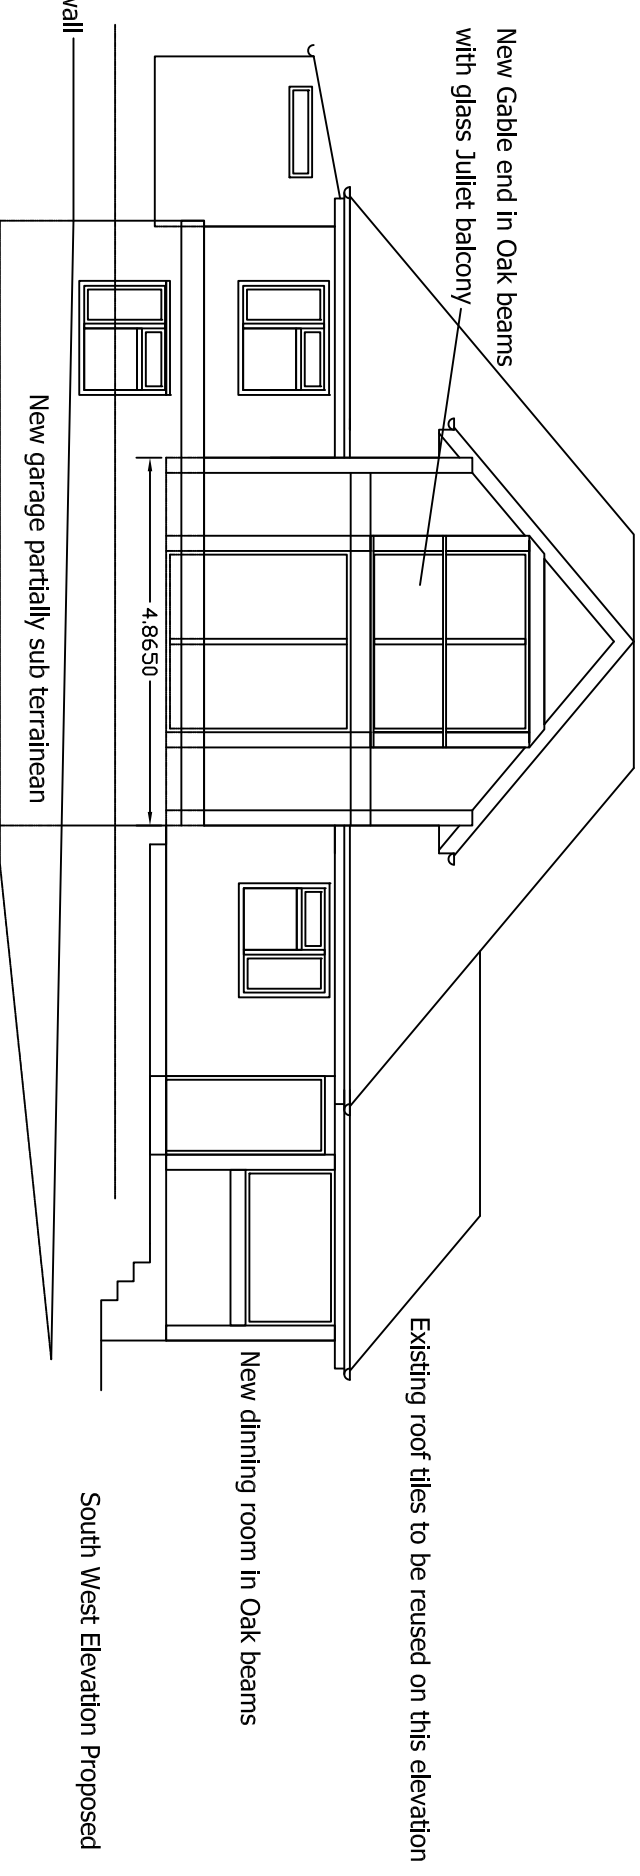 New Gable end in Oak beams
with glass Juliet balcony
Existing roof tiles to be reused on this elevation
New dinning room in Oak beams
4.8650
wall
New garage partially sub terrainean
South West Elevation Proposed